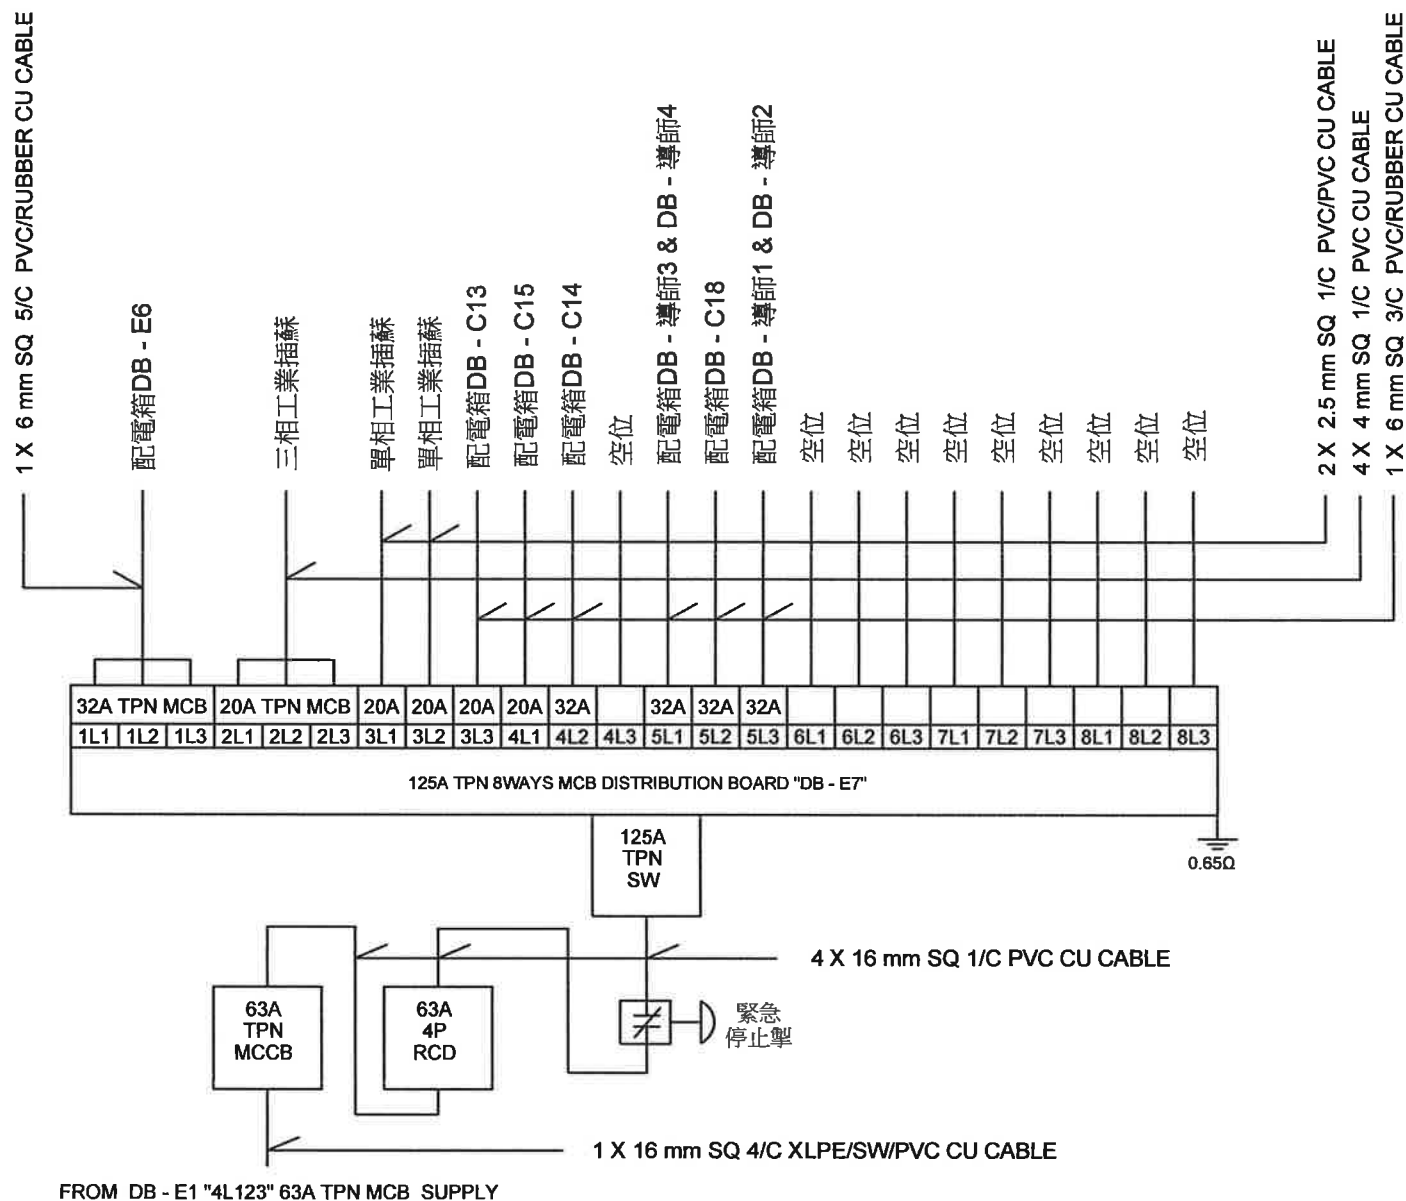 1 X 6 mm SQ 5/C PVC/RUBBER CU CABLE
配電箱DB - E6
三相工業插蘇
單相工業插蘇
單相工業插蘇
配電箱DB - C13
配電箱DB - C15
配電箱DB - C14
空位
配電箱DB - 導師3 & DB - 導師4
配電箱DB - C18
配電箱DB - 導師1 & DB - 導師2
空位
空位
空位
空位
空位
空位
空位
空位
空位
2 X 2.5 mm SQ 1/C PVC/PVC CU CABLE
4 X 4 mm SQ 1/C PVC CU CABLE
1 X 6 mm SQ 3/C PVC/RUBBER CU CABLE
32A TPN MCB 20A TPN MCB 20A 20A 20A 20A 32A 32A 32A 32A
1L1 1L2 1L3 2L1 2L2 2L3 3L1 3L2 3L3 4L1 4L2 4L3 5L1 5L2 5L3 6L1 6L2 6L3 7L1 7L2 7L3 8L1 8L2 8L3
125A TPN 8WAYS MCB DISTRIBUTION BOARD "DB - E7"
125A
TPN
SW
0.65Ω
4 X 16 mm SQ 1/C PVC CU CABLE
63A
TPN
MCCB
63A
4P
RCD
緊急
停止掣
1 X 16 mm SQ 4/C XLPE/SW/PVC CU CABLE
FROM DB - E1 "4L123" 63A TPN MCB SUPPLY